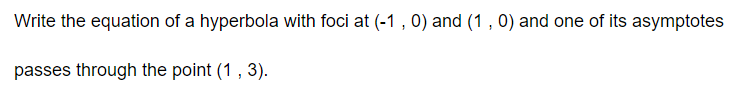 Write the equation of a hyperbola with foci at (-1 , 0) and (1 , 0) and one of its asymptotes
passes through the point (1 , 3).